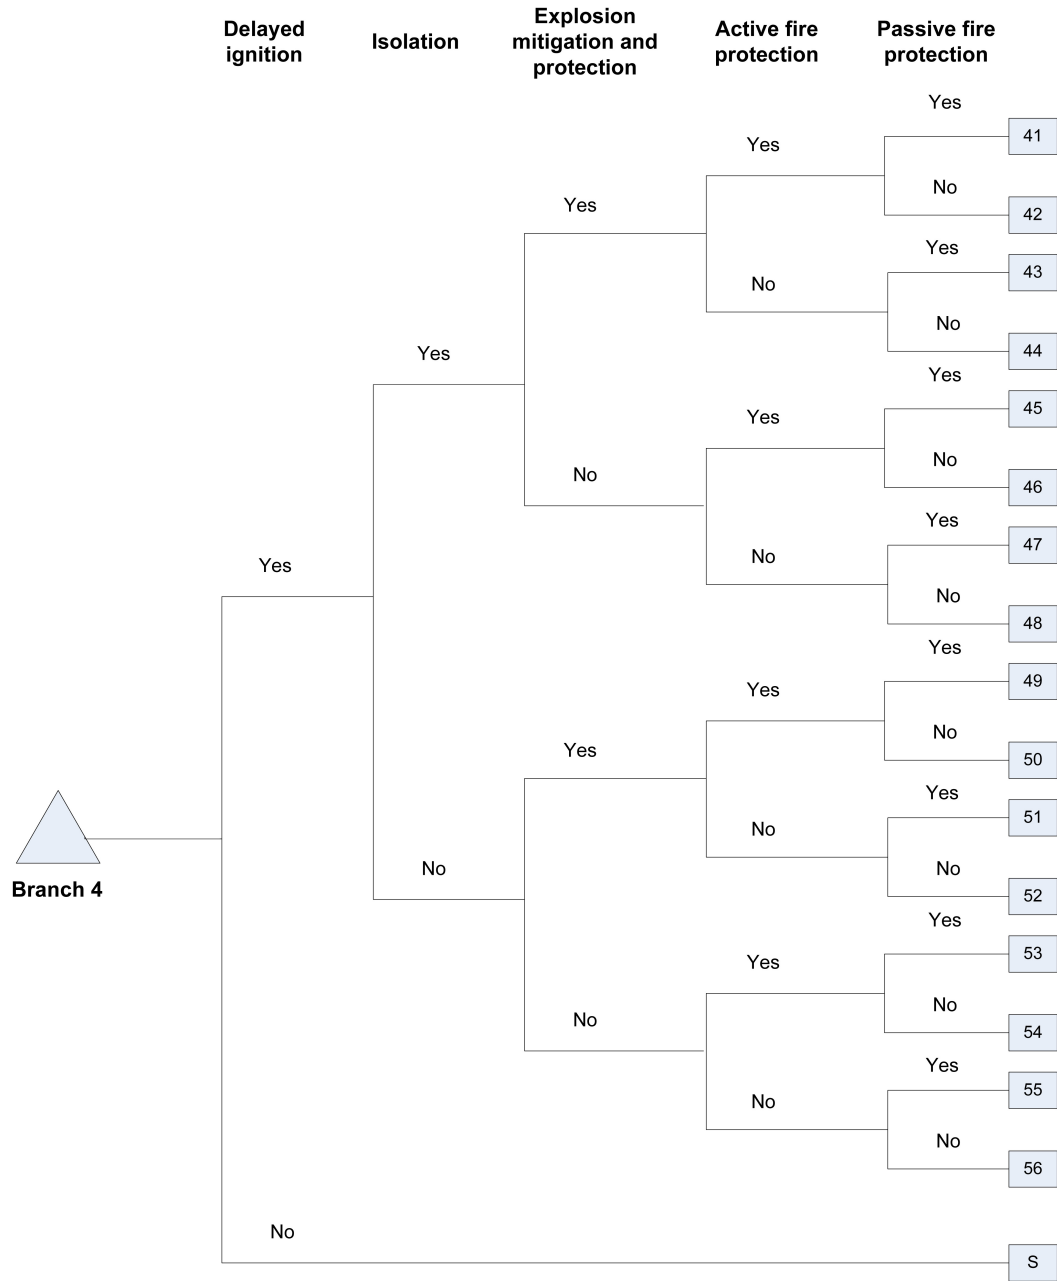 Delayed
ignition
Isolation
Explosion
mitigation and
protection
Active fire
protection
Passive fire
protection
Yes
41
Yes
No
42
Yes
Yes
43
No
No
44
Yes
Yes
45
Yes
No
46
No
Yes
47
No
No
48
Yes
Yes
49
Yes
No
50
Yes
Yes
51
No
No
52
No
Yes
53
Yes
No
54
No
Yes
55
No
No
56
Branch 4
No
S